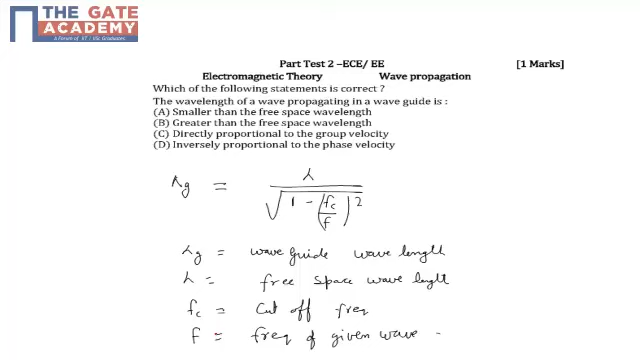 THE GATE
ACADEMY
A Forum of IIT / IISc Graduates
Part Test 2 –ECE/ EE [1 Marks]
Electromagnetic Theory Wave propagation
Which of the following statements is correct ?
The wavelength of a wave propagating in a wave guide is :
(A) Smaller than the free space wavelength
(B) Greater than the free space wavelength
(C) Directly proportional to the group velocity
(D) Inversely proportional to the phase velocity
λg = λ / √(1 - (fc/f)2)
λg = wave guide wave length
λ = free space wave lenglt
fc = Cut off freq
f = freq of given wave